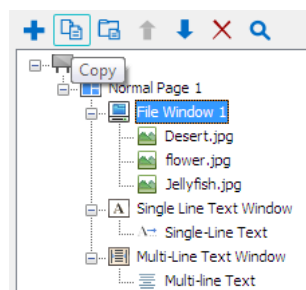 Copy
Normal Page 1
File Window 1
Desert.jpg
flower.jpg
Jellyfish.jpg
A Single Line Text Window
A Single-Line Text
Multi-Line Text Window
Multi-line Text